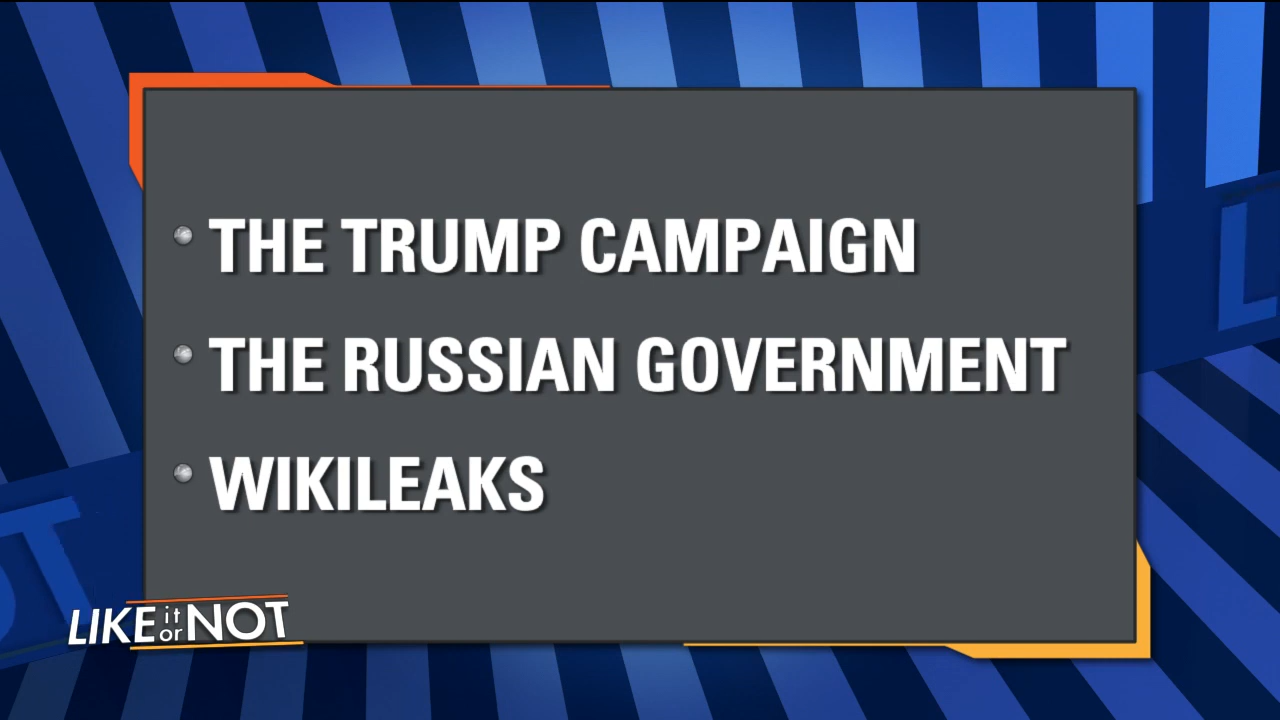 THE TRUMP CAMPAIGN
THE RUSSIAN GOVERNMENT
WIKILEAKS
LIKE it or NOT